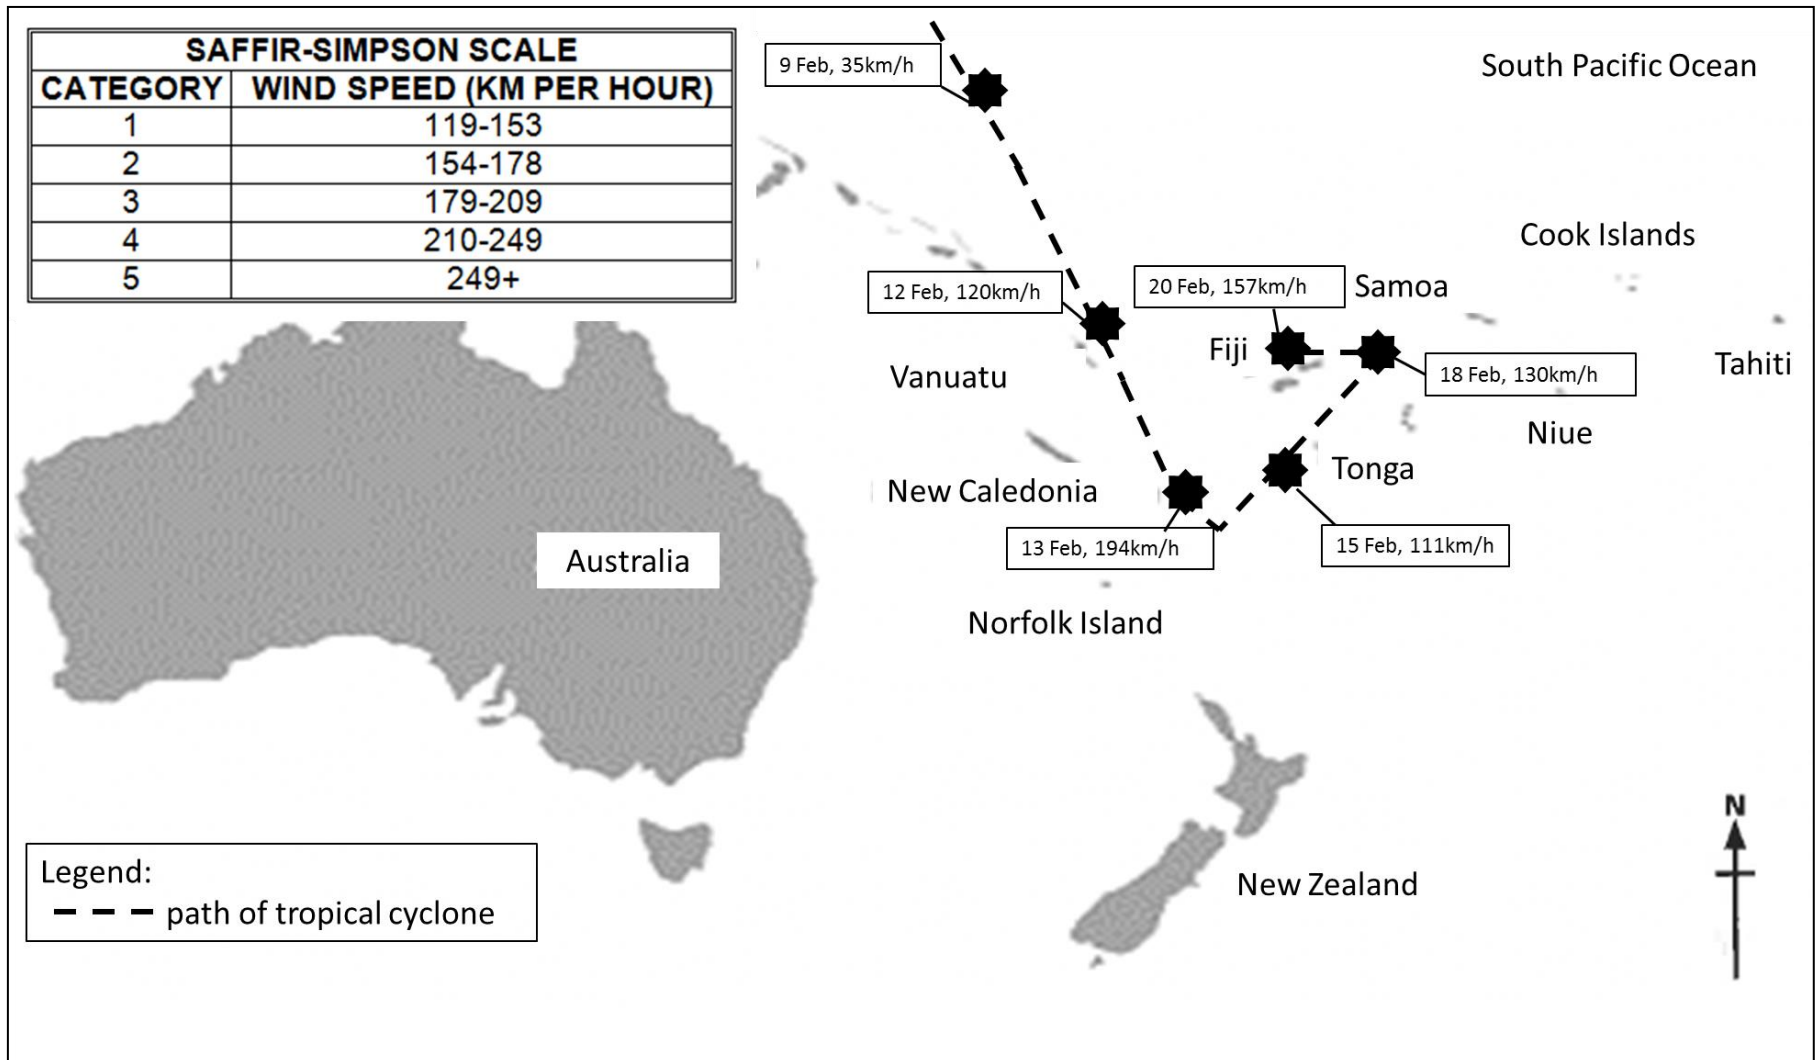 SAFFIR-SIMPSON SCALE
CATEGORY WIND SPEED (KM PER HOUR)
1 119-153
2 154-178
3 179-209
4 210-249
5 249+
9 Feb, 35km/h
South Pacific Ocean
Cook Islands
12 Feb, 120km/h
20 Feb, 157km/h
Samoa
Fiji
Vanuatu
18 Feb, 130km/h
Tahiti
Niue
New Caledonia
Tonga
13 Feb, 194km/h
15 Feb, 111km/h
Australia
Norfolk Island
N
New Zealand
Legend:
path of tropical cyclone